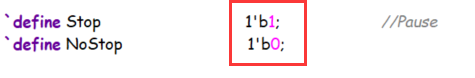 `define Stop 1'b1; //Pause
`define NoStop 1'b0;